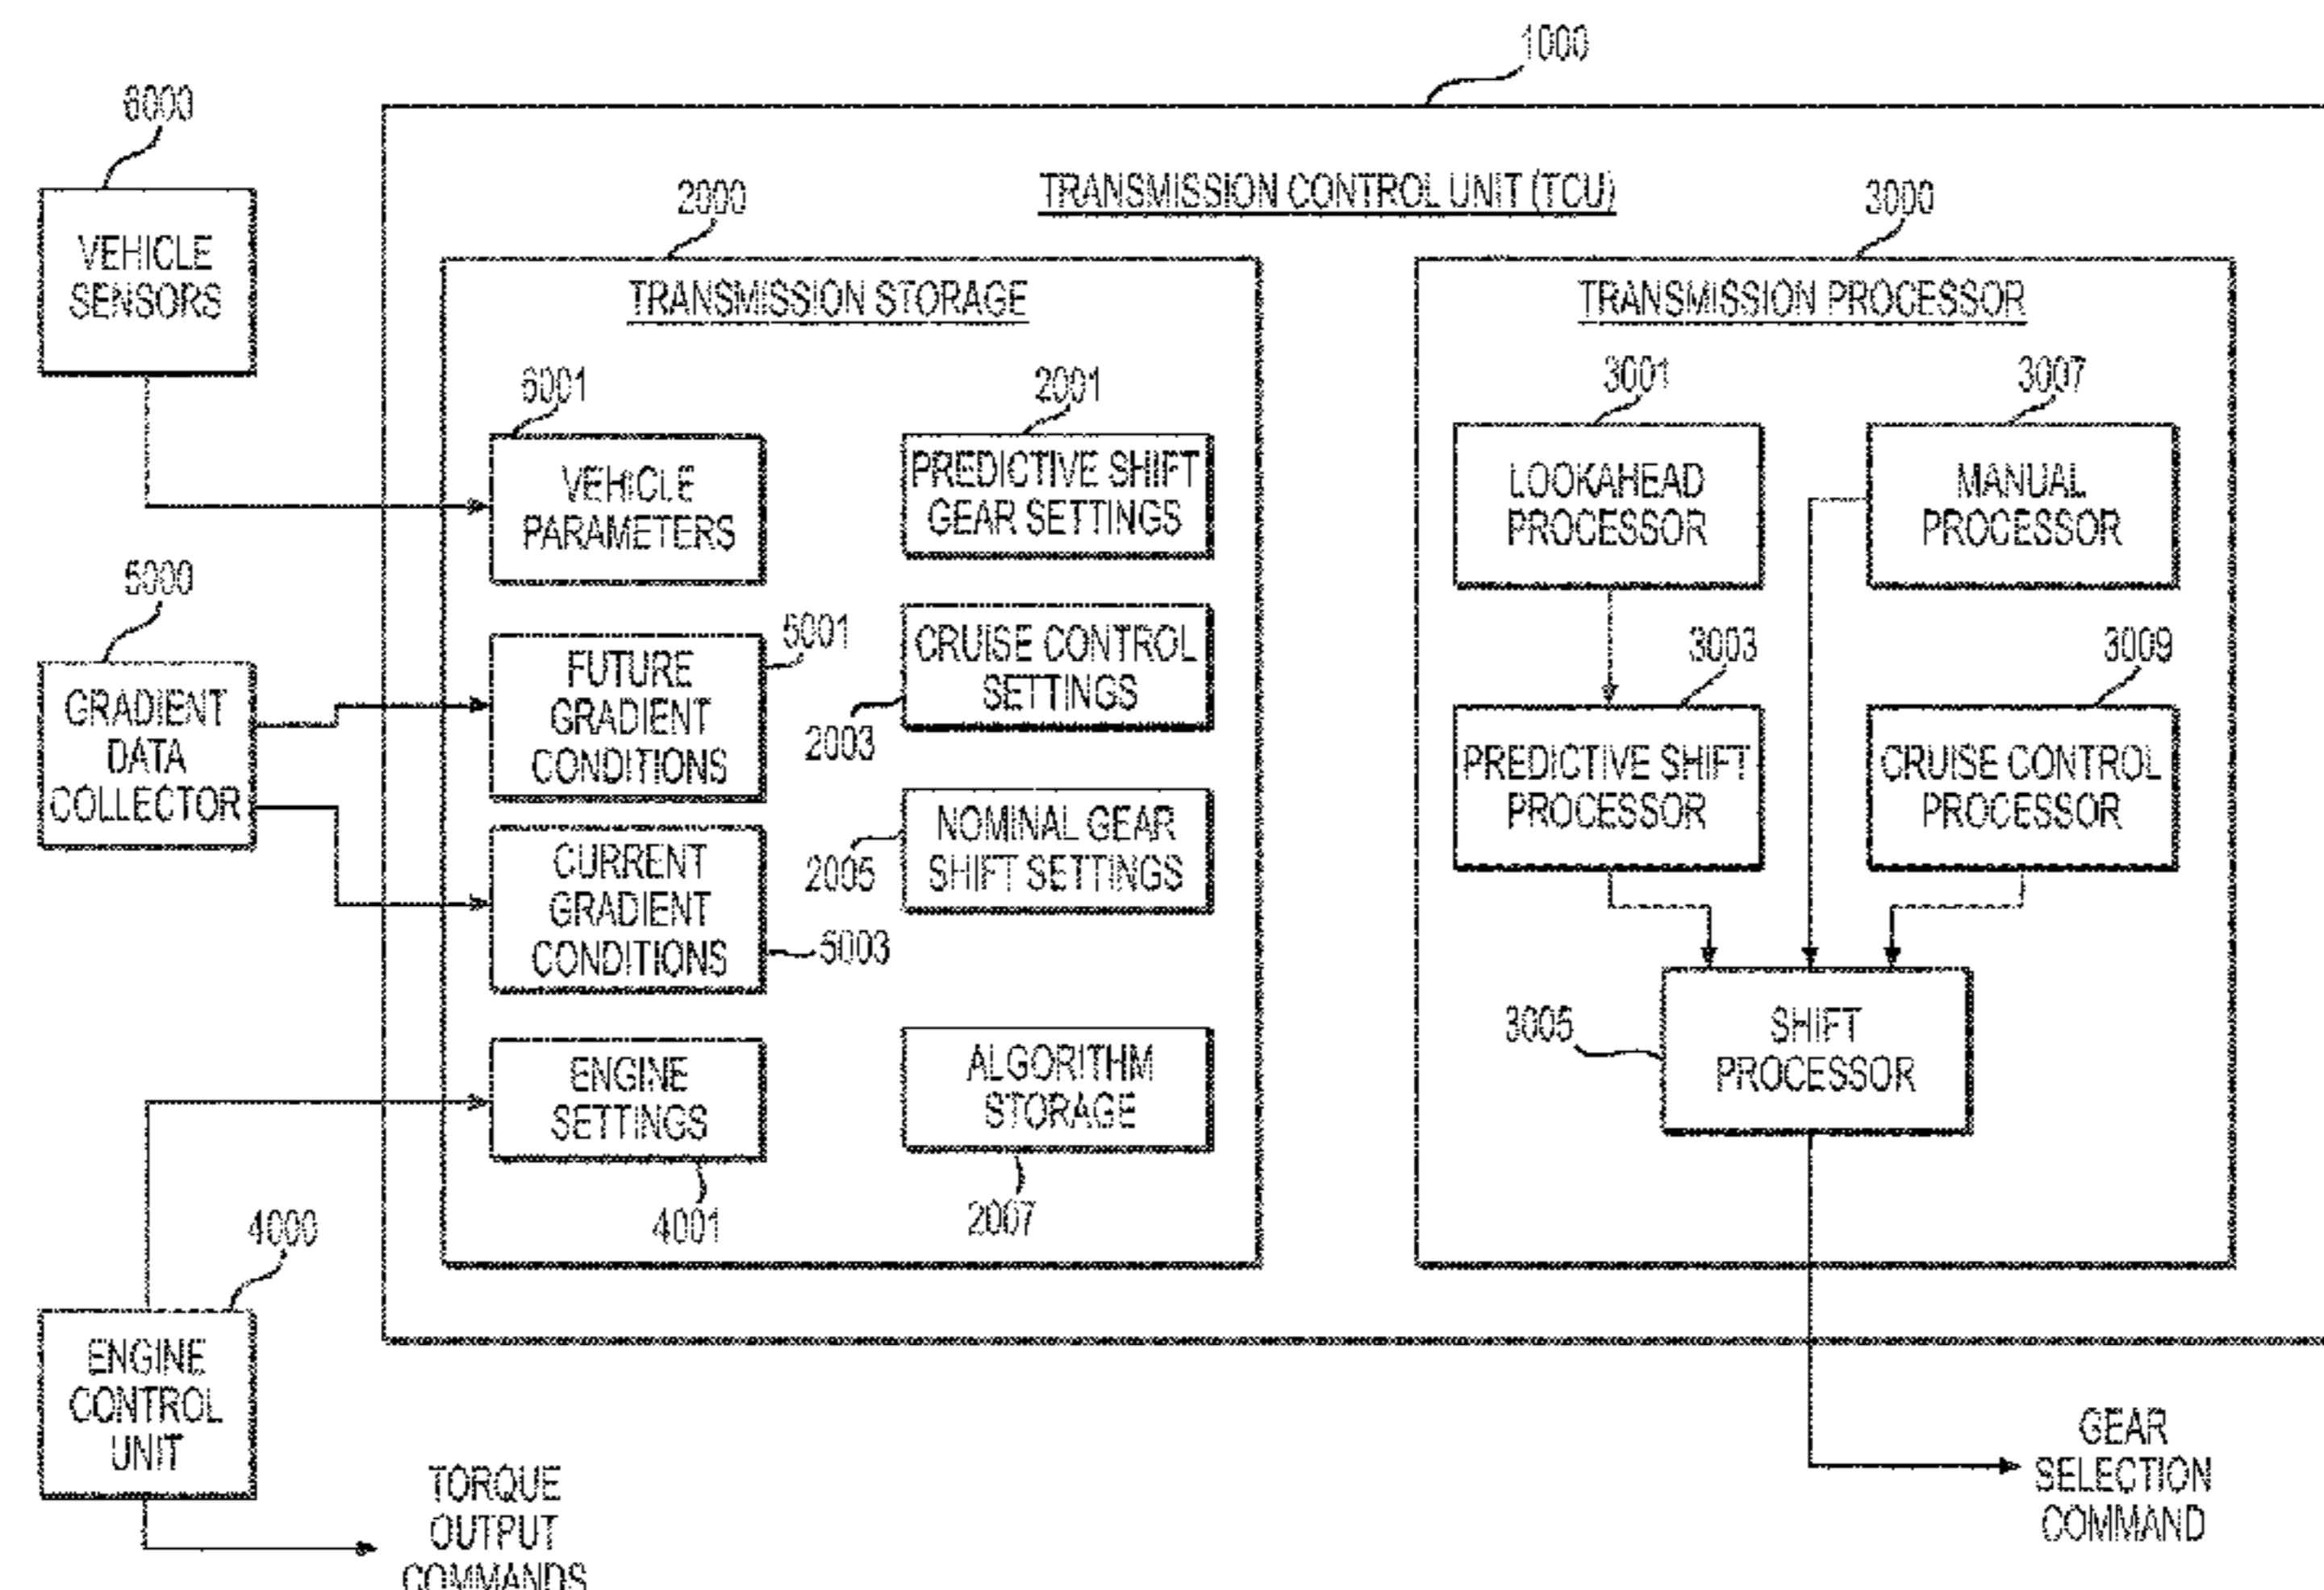 1000
6000
TRANSMISSION CONTROL UNIT (TCU)
2000
3000
VEHICLE
SENSORS
TRANSMISSION STORAGE
TRANSMISSION PROCESSOR
6001
2001
3001
3007
VEHICLE
PARAMETERS
PREDICTIVE SHIFT
GEAR SETTINGS
LOOKAHEAD
PROCESSOR
MANUAL
PROCESSOR
5000
5001
3003
3009
GRADIENT
DATA
COLLECTOR
FUTURE
GRADIENT
CONDITIONS
CRUISE CONTROL
SETTINGS
2003
PREDICTIVE SHIFT
PROCESSOR
CRUISE CONTROL
PROCESSOR
CURRENT
GRADIENT
CONDITIONS
5003
NOMINAL GEAR
SHIFT SETTINGS
2005
3005
SHIFT
PROCESSOR
ENGINE
SETTINGS
4001
ALGORITHM
STORAGE
2007
4000
ENGINE
CONTROL
UNIT
TORQUE
OUTPUT
COMMANDS
GEAR
SELECTION
COMMAND